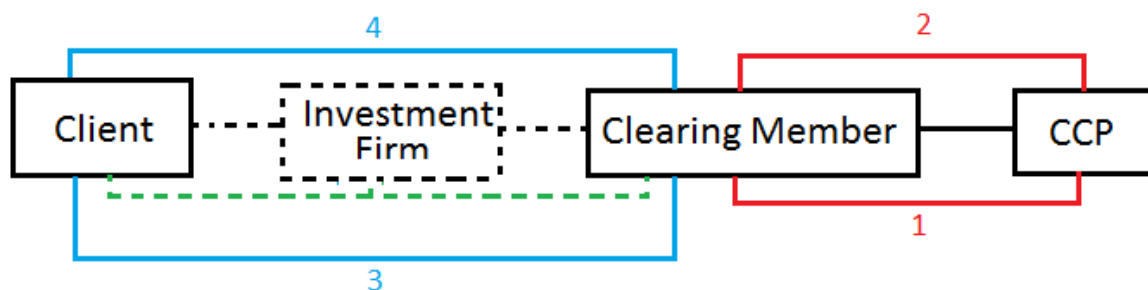 4
2
Client
Investment
Firm
Clearing Member
CCP
1
3